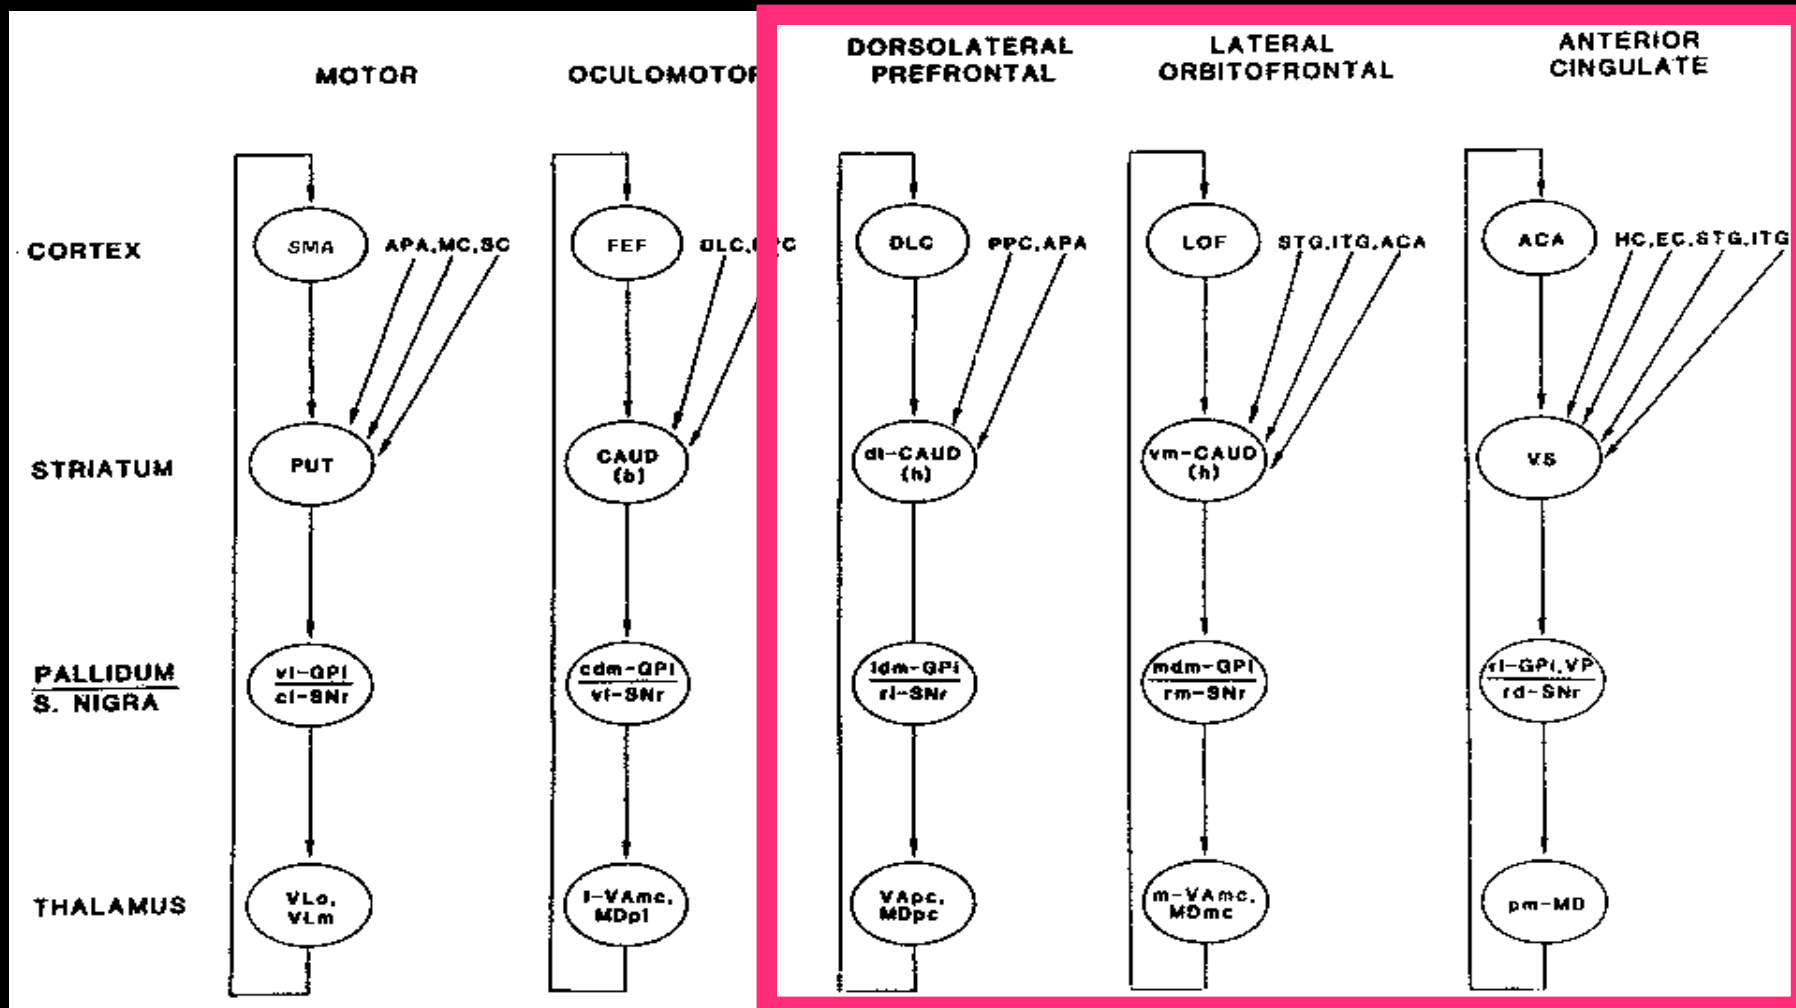 MOTOR
OCULOMOTOR
DORSOLATERAL
PREFRONTAL
LATERAL
ORBITOFRONTAL
ANTERIOR
CINGULATE
CORTEX
SMA
APA,MC,SC
FEF
DLC,
DLC
PPC,APA
LOF
STG,ITG,ACA
ACA
HC,EC,STG,ITG
STRIATUM
PUT
CAUD
(b)
dl-CAUD
(h)
vm-CAUD
(h)
VS
PALLIDUM
S. NIGRA
vl-GPi
cl-SNr
cdm-GPi
vl-SNr
ldm-GPi
rl-SNr
mdm-GPi
rm-SNr
rl-GPi,VP
rd-SNr
THALAMUS
VLo,
VLm
l-VAmc,
MDpl
VApc,
MDpc
m-VAmc,
MDmc
pm-MD